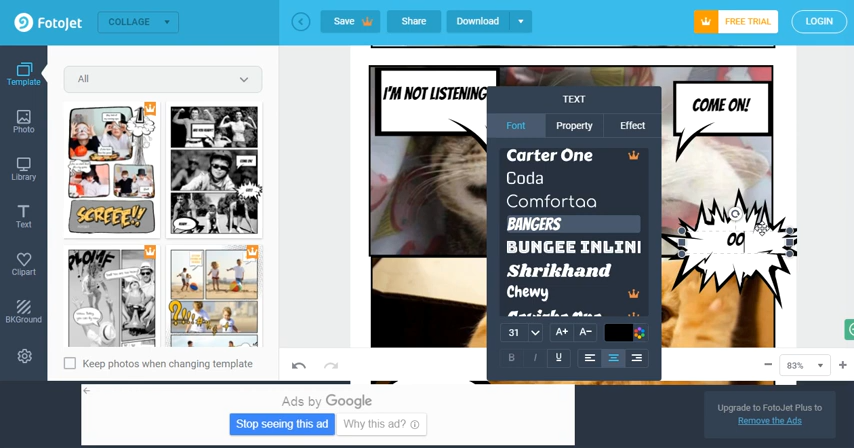 FotoJet
COLLAGE
Save
Share
Download
FREE TRIAL
LOGIN
Template
Photo
Library
Text
Clipart
BKGround
All
SCREEE!!
Keep photos when changing template
I'M NOT LISTENING
COME ON!
OO
TEXT
Font
Property
Effect
Carter One
Coda
Comfortaa
BANGERS
BUNGEE INLINE
Shrikhand
Chewy
31
A+
A−
B
I
U
83%
Ads by Google
Stop seeing this ad
Why this ad?
Upgrade to FotoJet Plus to
Remove the Ads